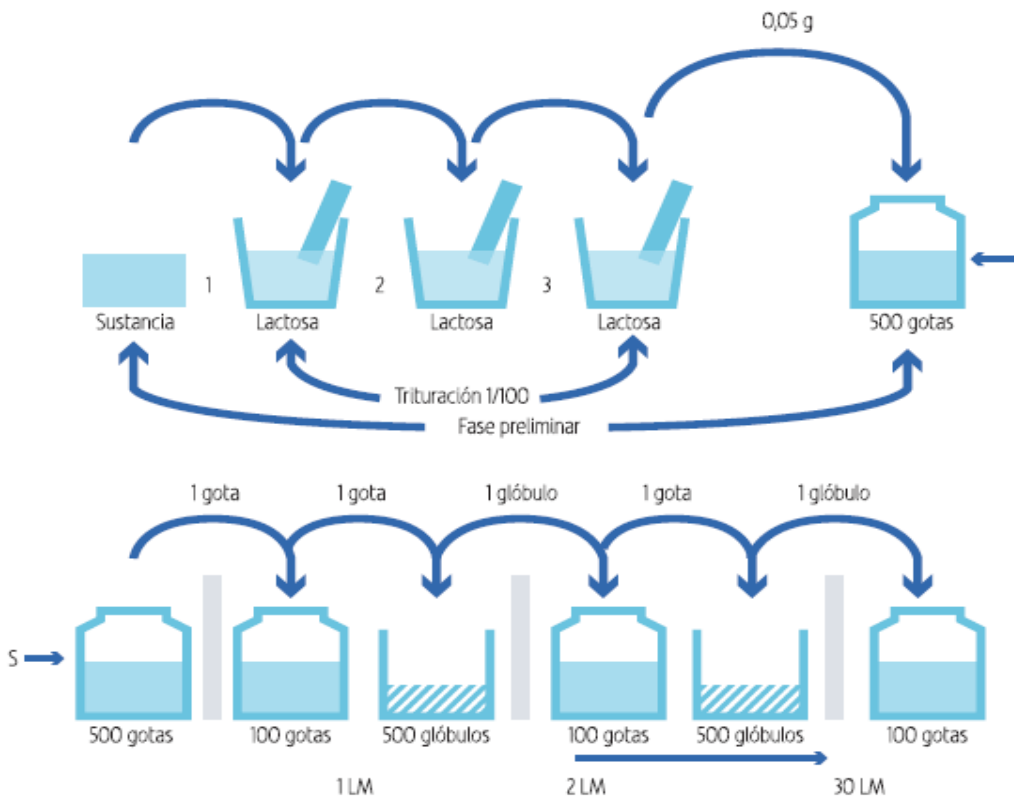 0,05 g
1
2
3
Sustancia
Lactosa
Lactosa
Lactosa
500 gotas
Trituración 1/100
Fase preliminar
1 gota
1 gota
1 glóbulo
1 gota
1 glóbulo
S
500 gotas
100 gotas
500 glóbulos
100 gotas
500 glóbulos
100 gotas
1 LM
2 LM
30 LM